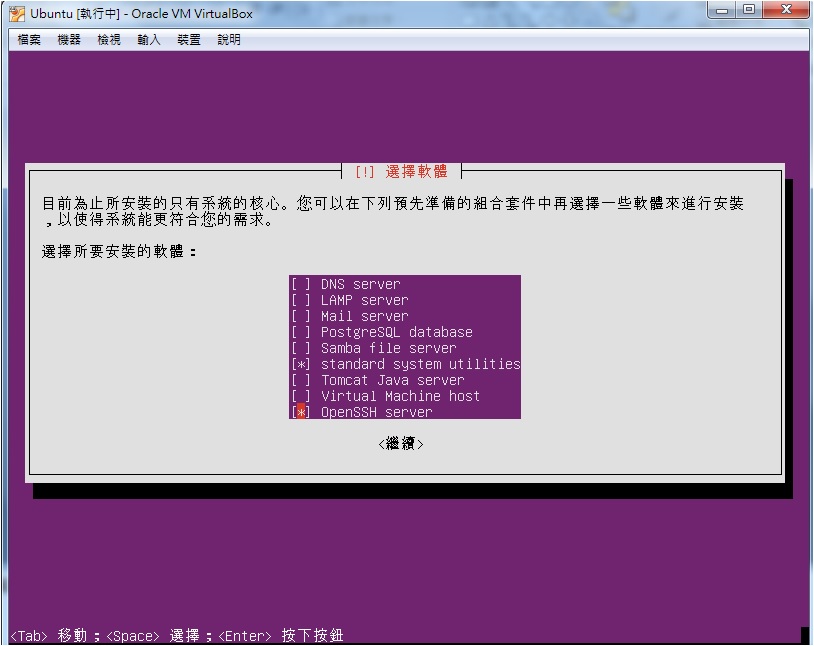 Ubuntu [執行中] - Oracle VM VirtualBox
檔案 機器 檢視 輸入 裝置 說明
[!] 選擇軟體
目前為止所安裝的只有系統的核心。您可以在下列預先準備的組合套件中再選擇一些軟體來進行安裝
，以使得系統能更符合您的需求。
選擇所要安裝的軟體：
[ ] DNS server
[ ] LAMP server
[ ] Mail server
[ ] PostgreSQL database
[ ] Samba file server
[*] standard system utilities
[ ] Tomcat Java server
[ ] Virtual Machine host
[*] OpenSSH server
<繼續>
<Tab> 移動；<Space> 選擇；<Enter> 按下按鈕